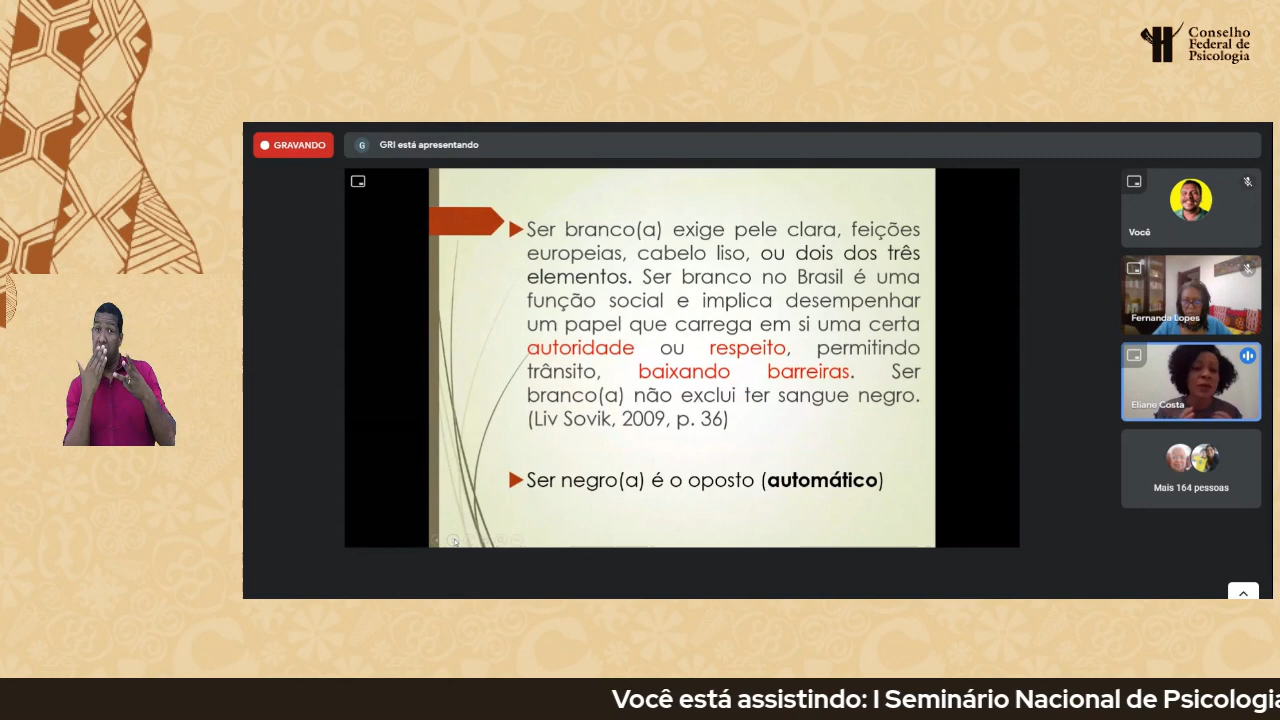 Conselho
Federal de
Psicologia
GRAVANDO
G
GRI está apresentando
Ser branco(a) exige pele clara, feições
europeias, cabelo liso, ou dois dos três
elementos. Ser branco no Brasil é uma
função social e implica desempenhar
um papel que carrega em si uma certa
autoridade ou respeito, permitindo
trânsito, baixando barreiras. Ser
branco(a) não exclui ter sangue negro.
(Liv Sovik, 2009, p. 36)
Ser negro(a) é o oposto (automático)
Você
Fernanda Lopes
Eliane Costa
Mais 164 pessoas
Você está assistindo: I Seminário Nacional de Psicologia